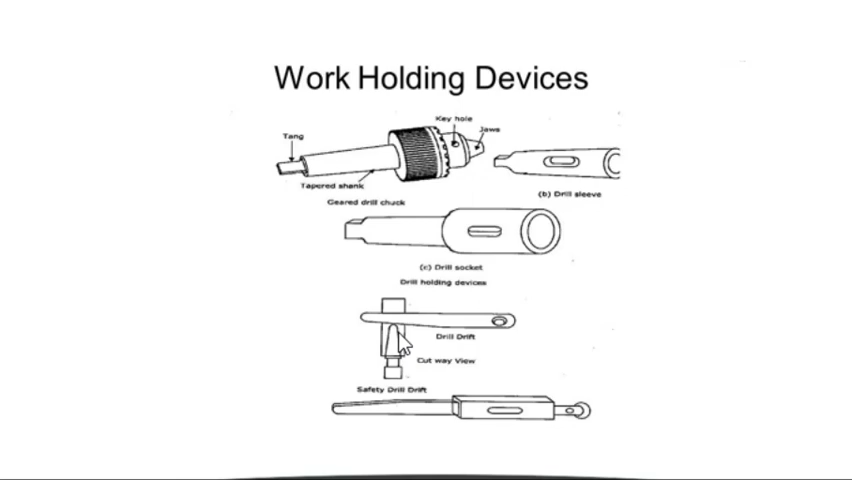 Work Holding Devices
Key hole
Jaws
Tang
Tapered shank
(b) Drill sleeve
Geared drill chuck
(c) Drill socket
Drill holding devices
Drill Drift
Cut way View
Safety Drill Drift